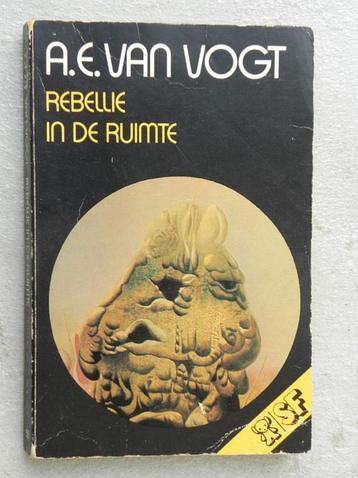 A.E. VAN VOGT
REBELLIE
IN DE RUIMTE
SF